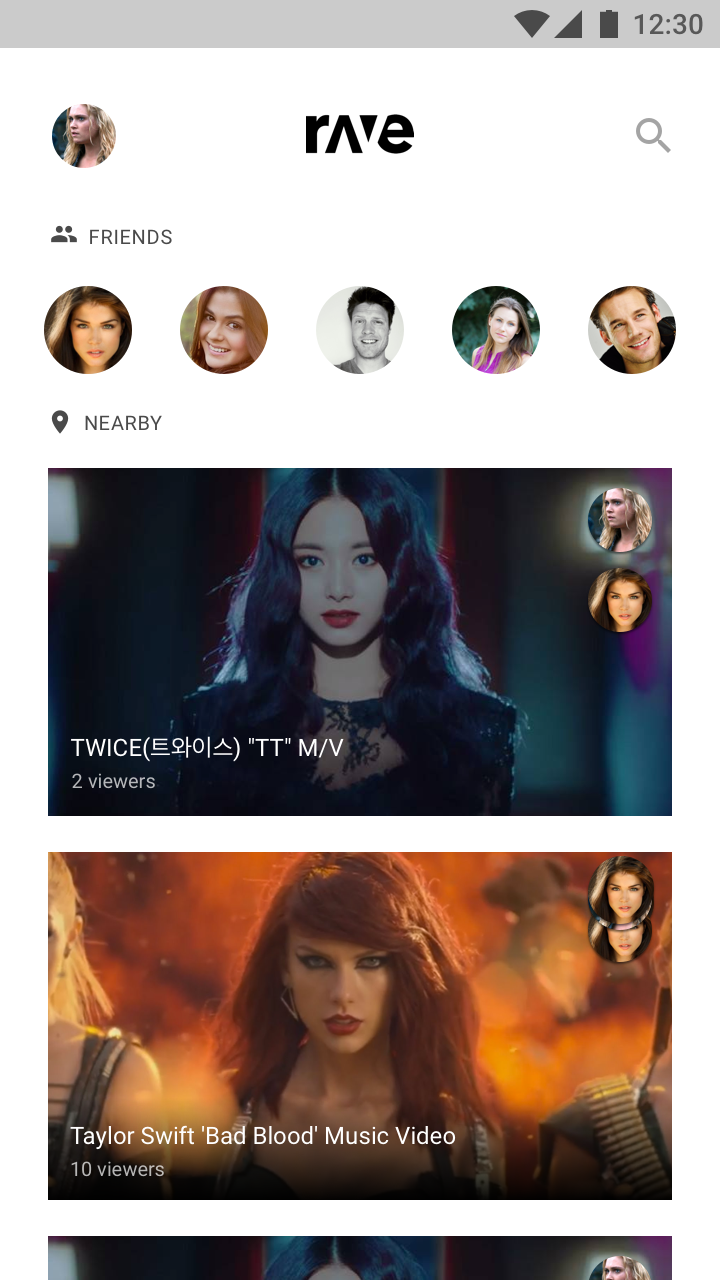 12:30
rave
FRIENDS
NEARBY
TWICE(트와이스) "TT" M/V
2 viewers
Taylor Swift 'Bad Blood' Music Video
10 viewers